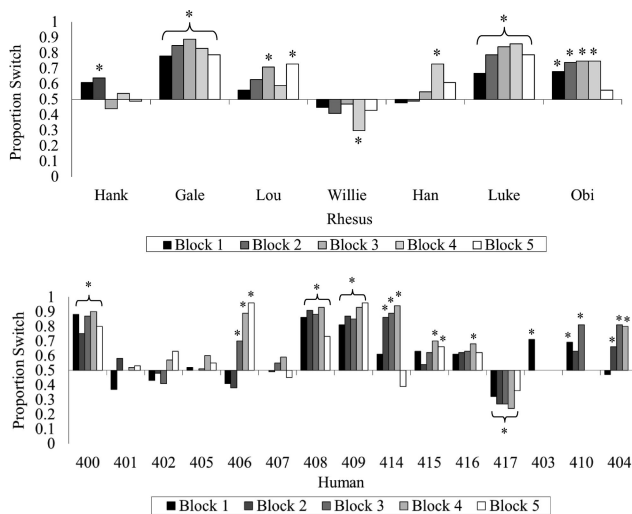 Proportion Switch
1
0.9
0.8
0.7
0.6
0.5
0.4
0.3
0.2
0.1
0
* * * * * * * * * * *
Hank Gale Lou Willie Han Luke Obi
Rhesus
Block 1 Block 2 Block 3 Block 4 Block 5
Proportion Switch
1
0.9
0.8
0.7
0.6
0.5
0.4
0.3
0.2
0.1
0
* * * * * * * * * * * * * * * * * * *
400 401 402 405 406 407 408 409 414 415 416 417 403 410 404
Human
Block 1 Block 2 Block 3 Block 4 Block 5